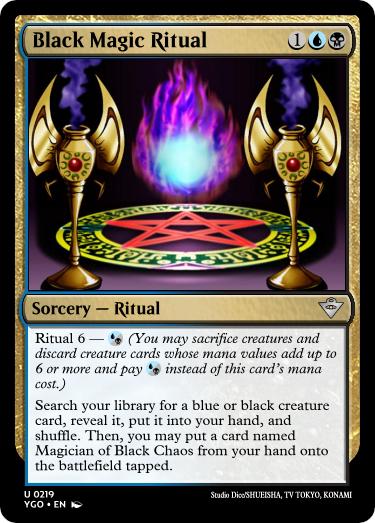 Black Magic Ritual
1
Sorcery — Ritual
Ritual 6 — (You may sacrifice creatures and
discard creature cards whose mana values add up to
6 or more and pay instead of this card's mana
cost.)
Search your library for a blue or black creature
card, reveal it, put it into your hand, and
shuffle. Then, you may put a card named
Magician of Black Chaos from your hand onto
the battlefield tapped.
U 0219
YGO • EN
Studio Dice/SHUEISHA, TV TOKYO, KONAMI